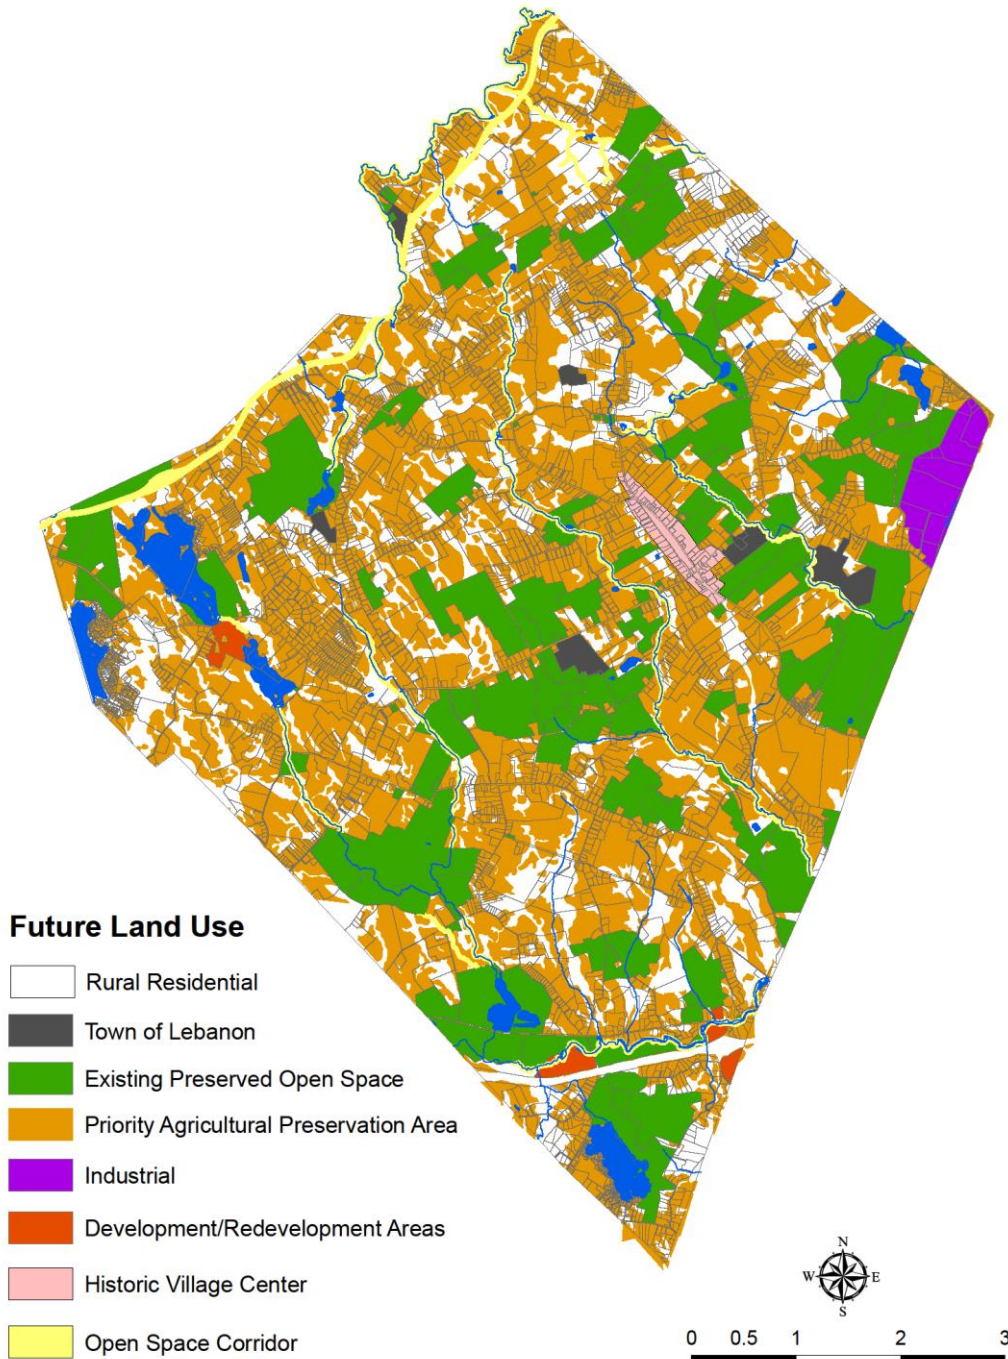 Future Land Use
Rural Residential
Town of Lebanon
Existing Preserved Open Space
Priority Agricultural Preservation Area
Industrial
Development/Redevelopment Areas
Historic Village Center
Open Space Corridor
N
W E
S
0 0.5 1 2 3